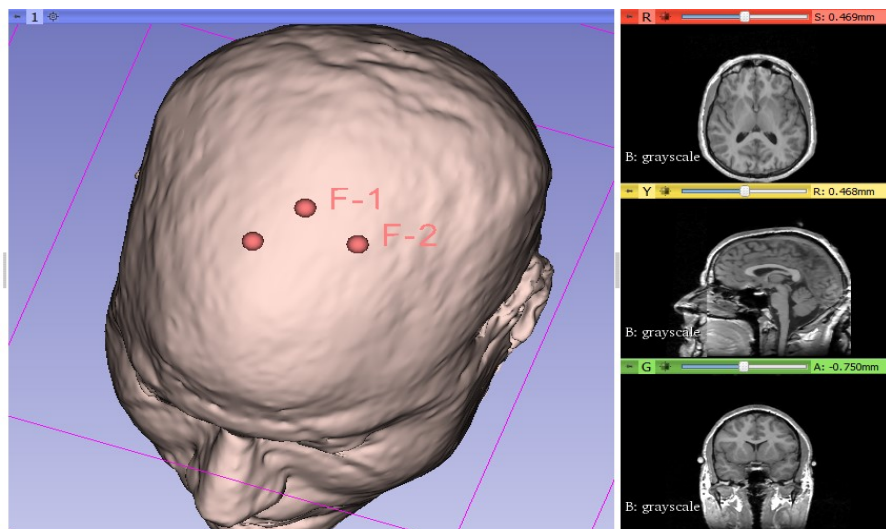 1
F-1
F-2
R S: 0.469mm
B: grayscale
Y R: 0.468mm
B: grayscale
G A: -0.750mm
B: grayscale